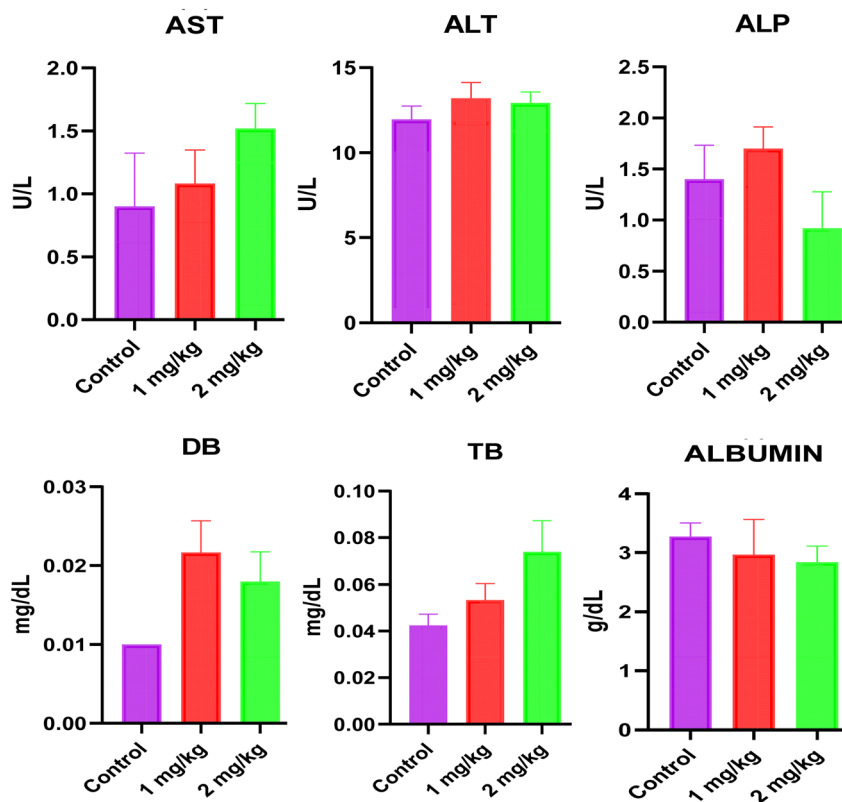 AST
U/L
2.0
1.5
1.0
0.5
0.0
Control
1 mg/kg
2 mg/kg
ALT
U/L
15
10
5
0
Control
1 mg/kg
2 mg/kg
ALP
U/L
2.5
2.0
1.5
1.0
0.5
0.0
Control
1 mg/kg
2 mg/kg
DB
mg/dL
0.03
0.02
0.01
0.00
Control
1 mg/kg
2 mg/kg
TB
mg/dL
0.10
0.08
0.06
0.04
0.02
0.00
Control
1 mg/kg
2 mg/kg
ALBUMIN
g/dL
4
3
2
1
0
Control
1 mg/kg
2 mg/kg